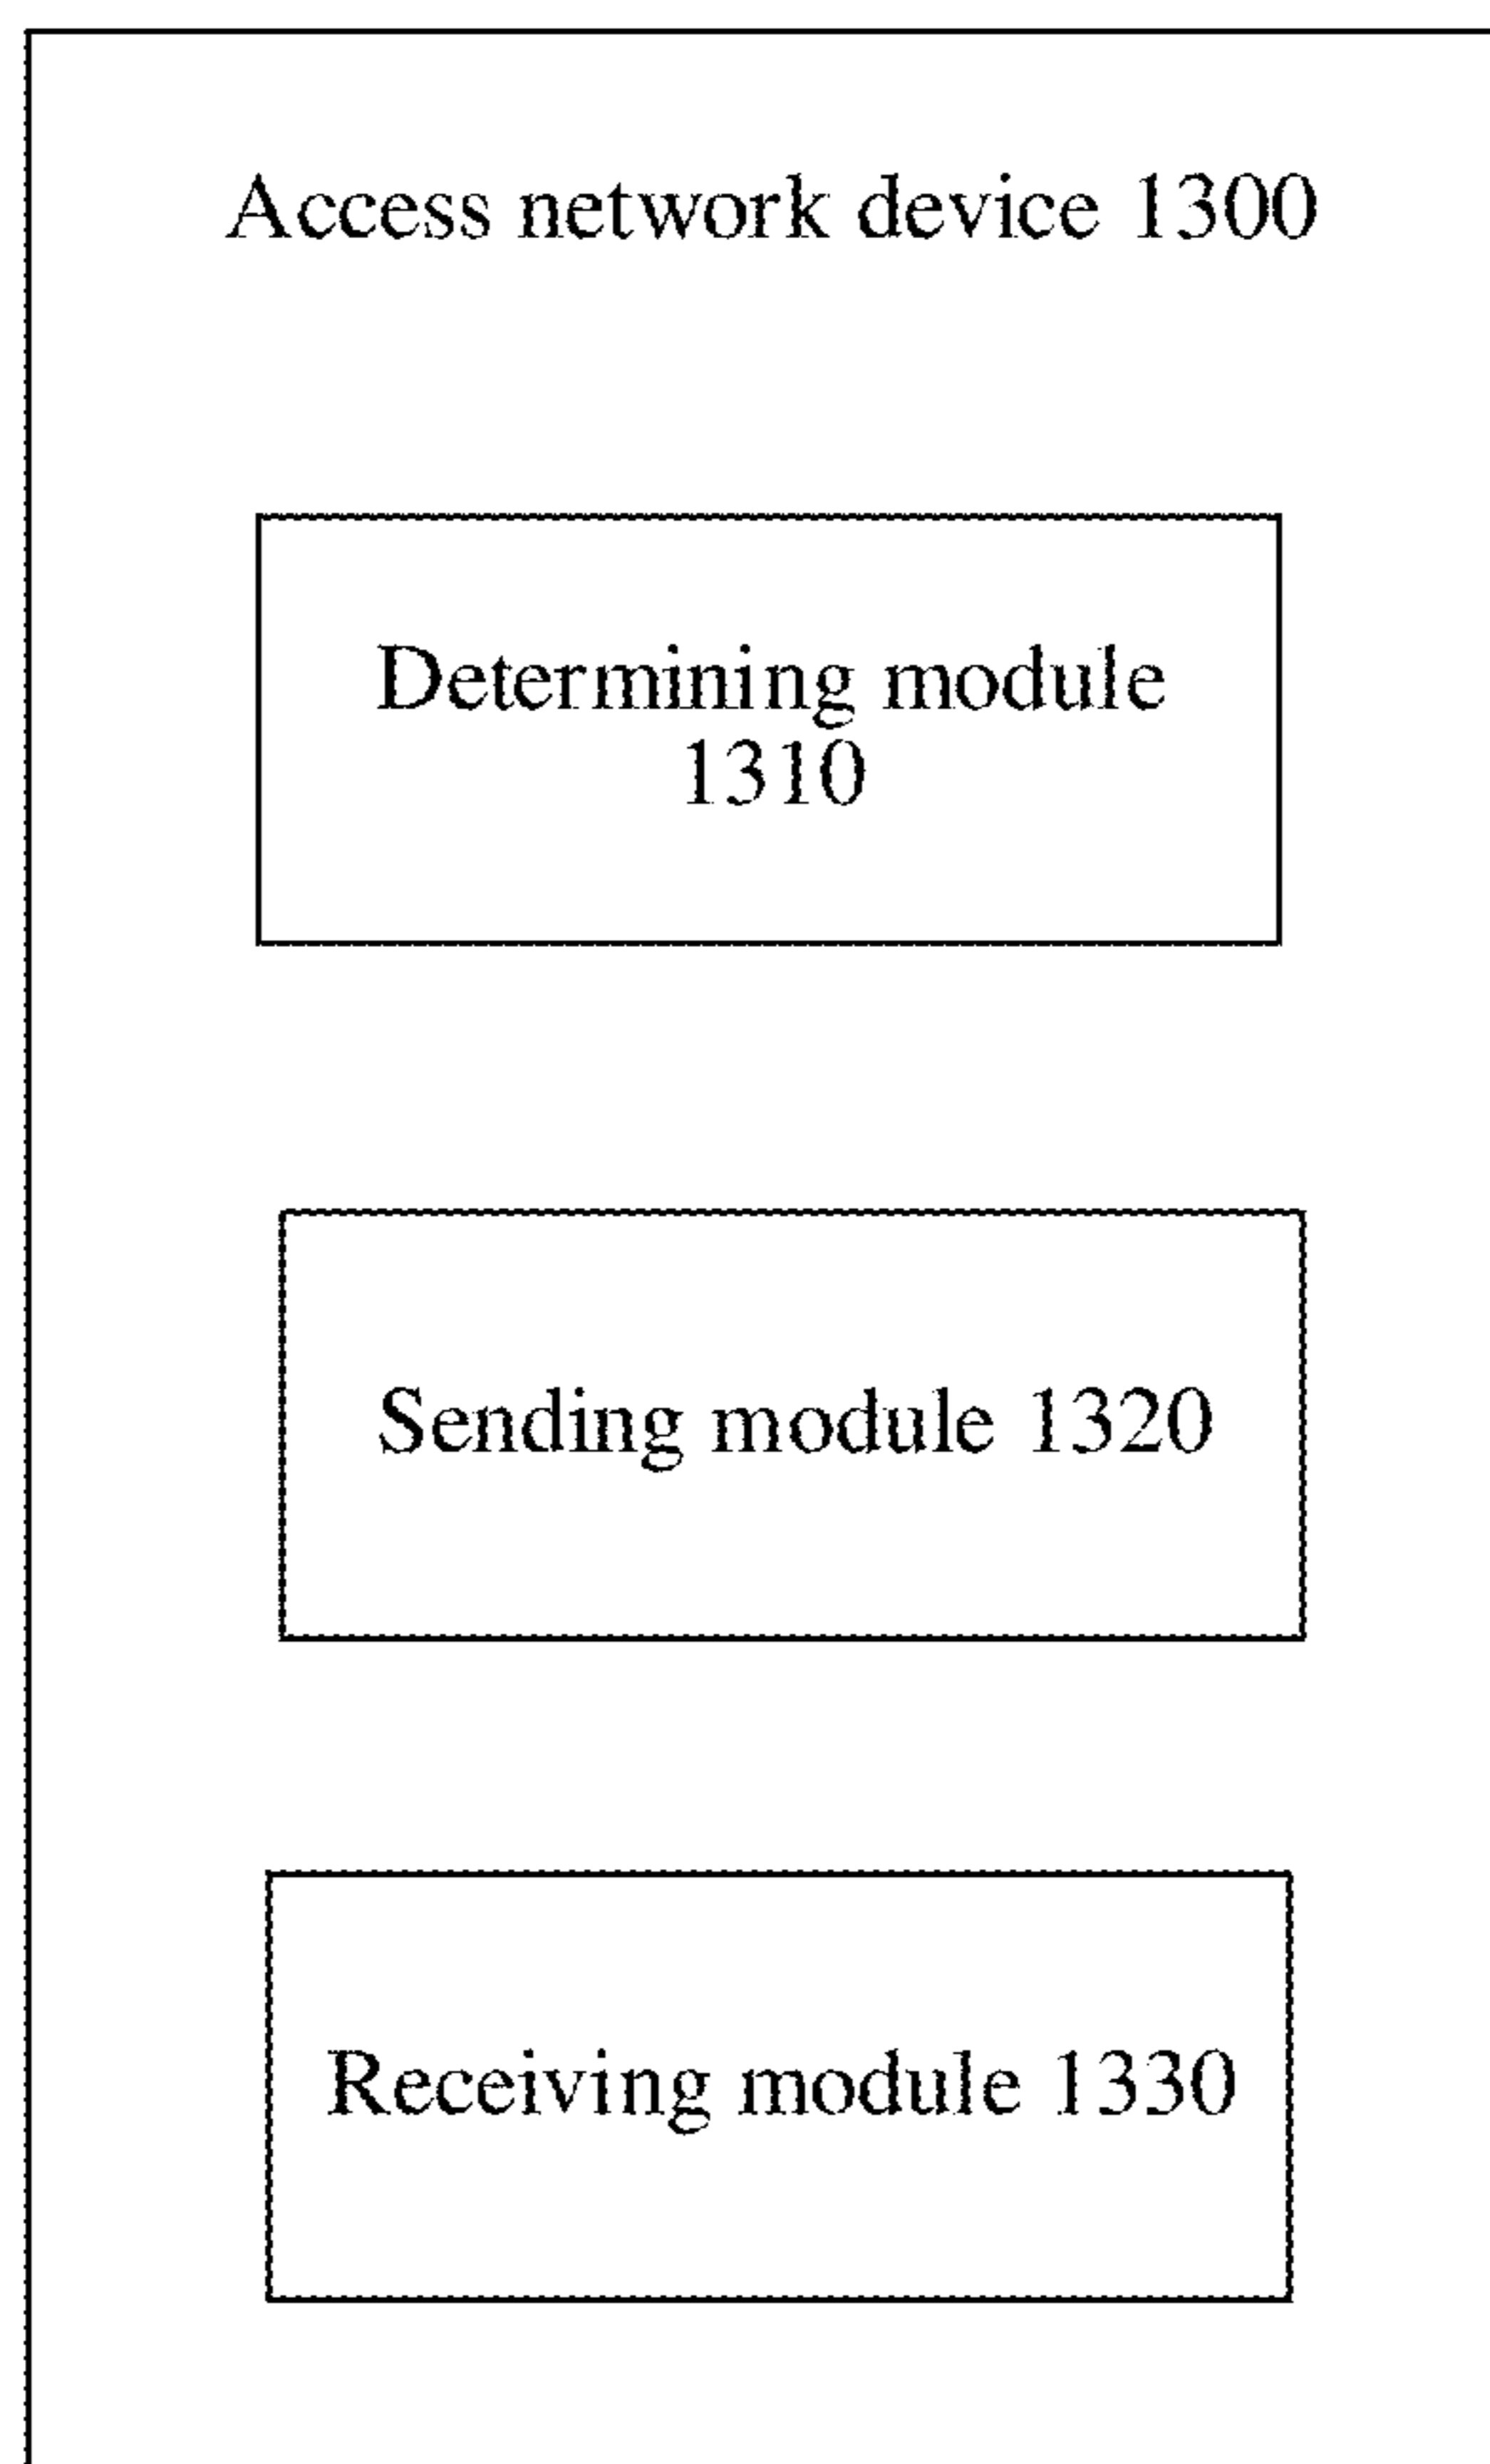 Access network device 1300
Determining module
1310
Sending module 1320
Receiving module 1330